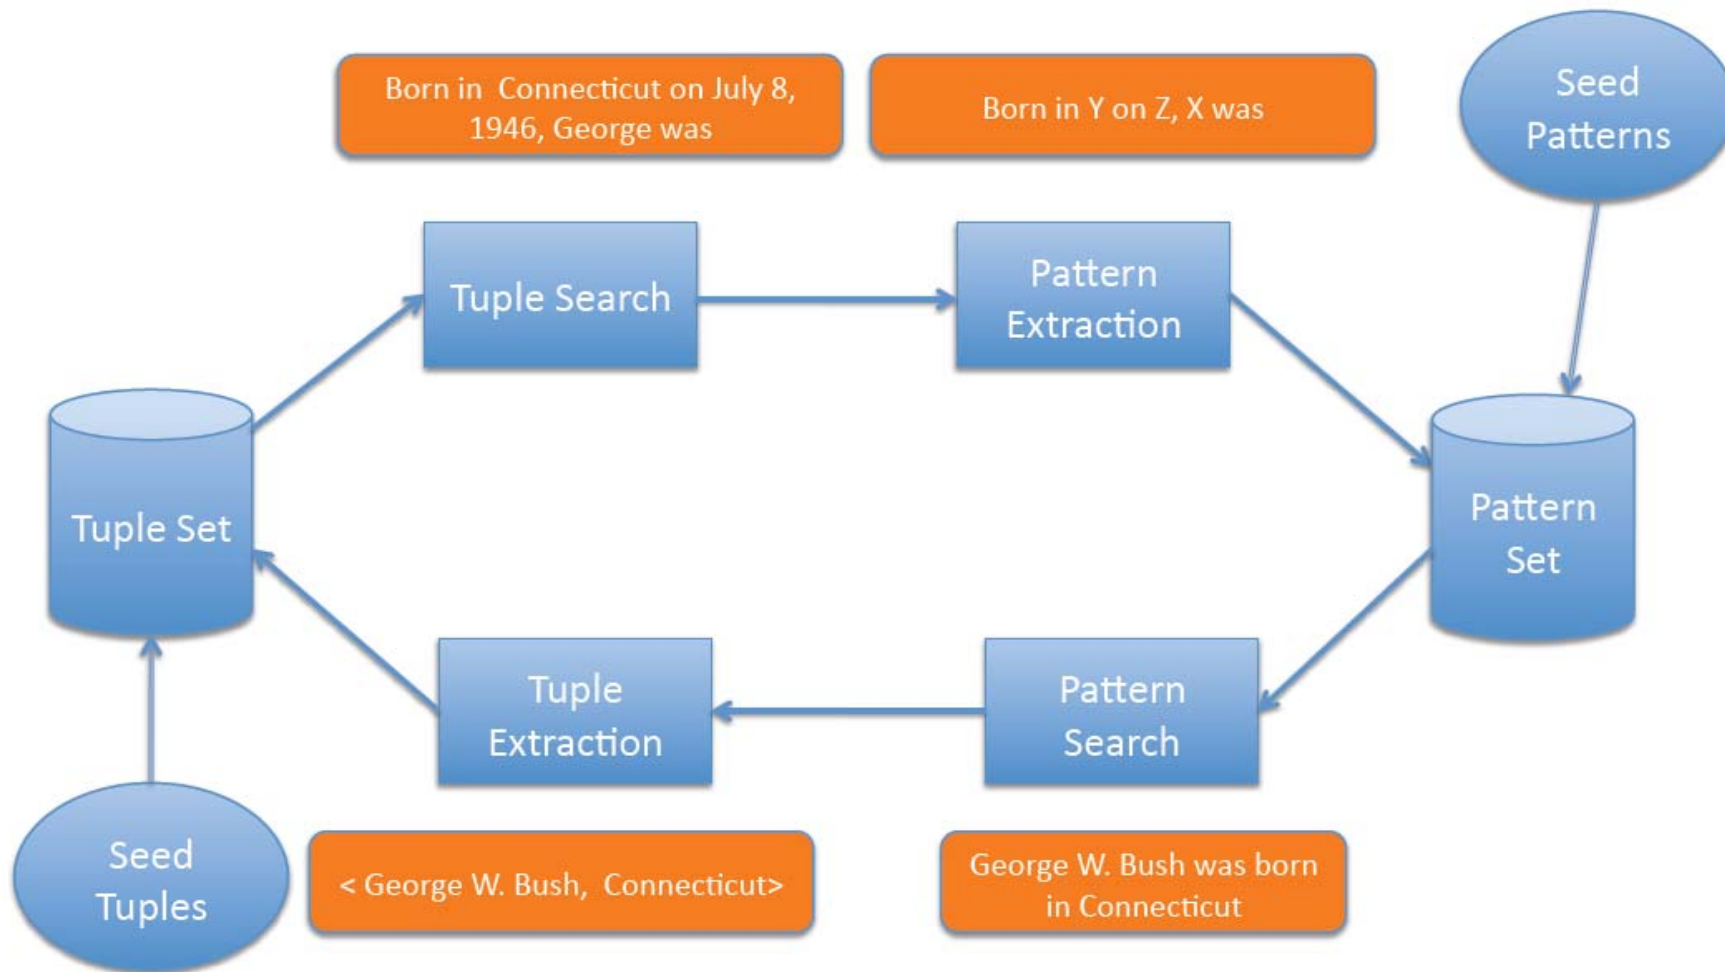 Born in  Connecticut on July 8,
1946, George was
Born in Y on Z, X was
Seed
Patterns
Tuple Search
Pattern
Extraction
Tuple Set
Pattern
Set
Tuple
Extraction
Pattern
Search
Seed
Tuples
< George W. Bush,  Connecticut>
George W. Bush was born
in Connecticut